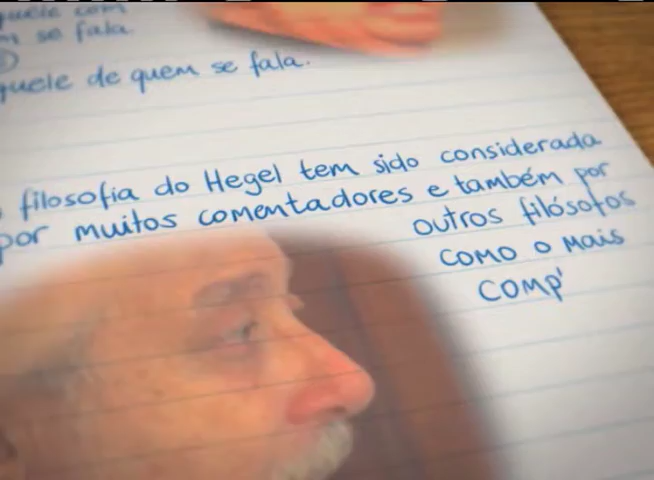 com
m se fala.
quele de quem se fala.
filosofia do Hegel tem sido considerada
por muitos comentadores e também por
outros filósofos
como o mais
comp